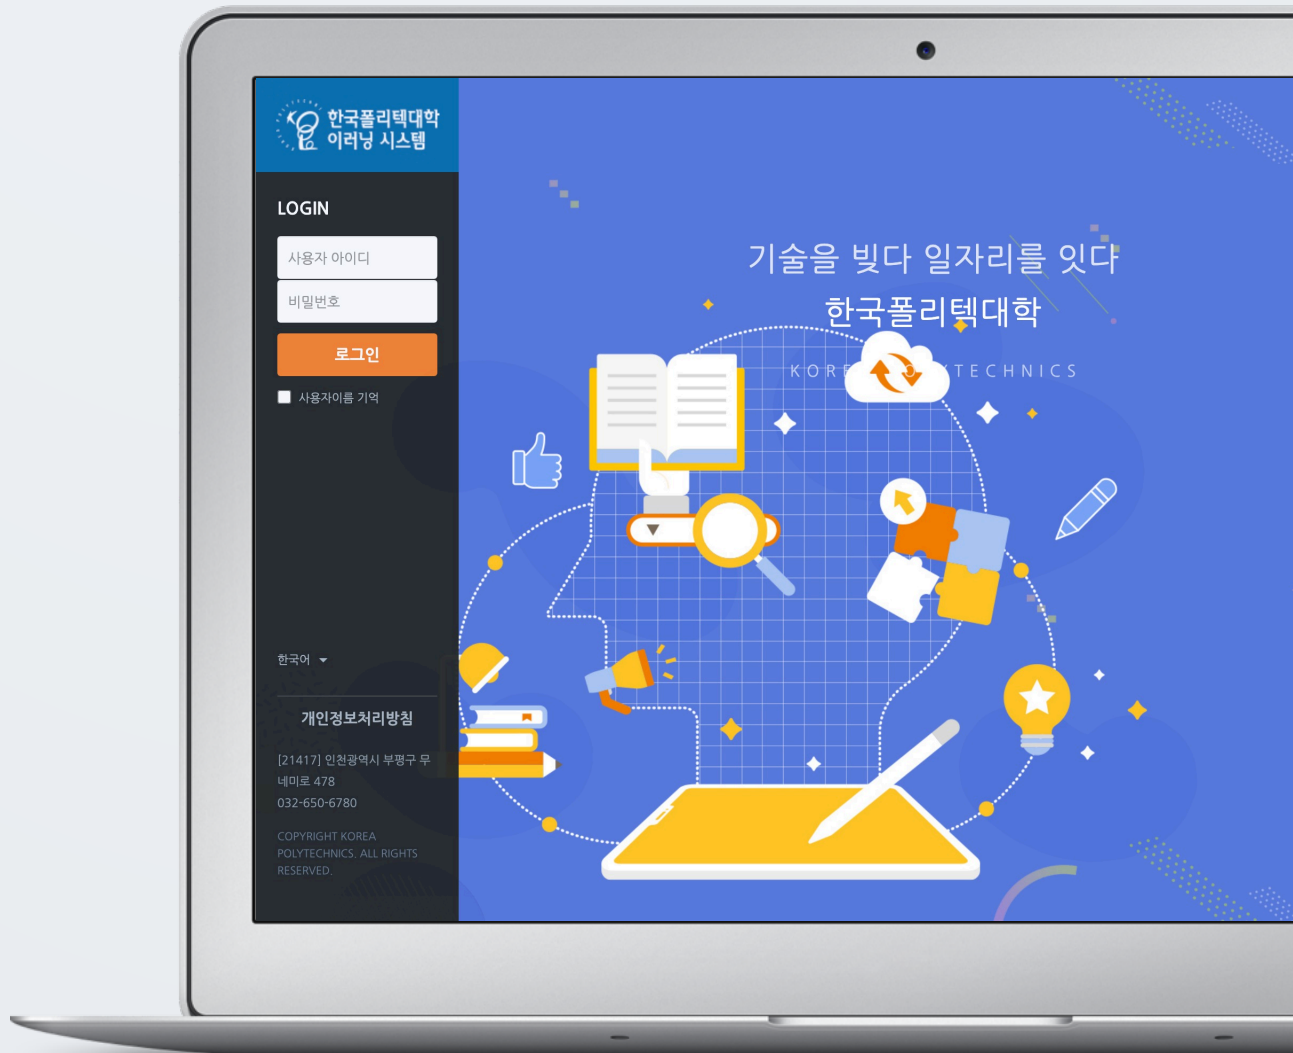 한국폴리텍대학
이러닝 시스템
LOGIN
사용자 아이디
비밀번호
로그인
사용자이름 기억
한국어
개인정보처리방침
[21417] 인천광역시 부평구 무
네미로 478
032-650-6780
COPYRIGHT KOREA
POLYTECHNICS. ALL RIGHTS
RESERVED.
기술을 빚다 일자리를 잇다
한국폴리텍대학
KOREA POLYTECHNICS